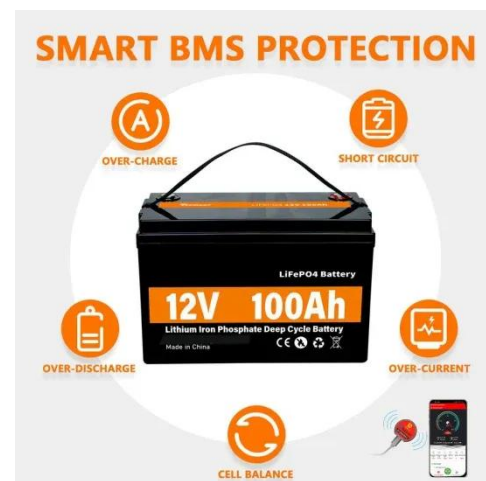 SMART BMS PROTECTION
A
OVER-CHARGE
SHORT CIRCUIT
LiFePO4 Battery
12V 100Ah
Lithium Iron Phosphate Deep Cycle Battery
Made in China
CE
OVER-DISCHARGE
OVER-CURRENT
CELL BALANCE